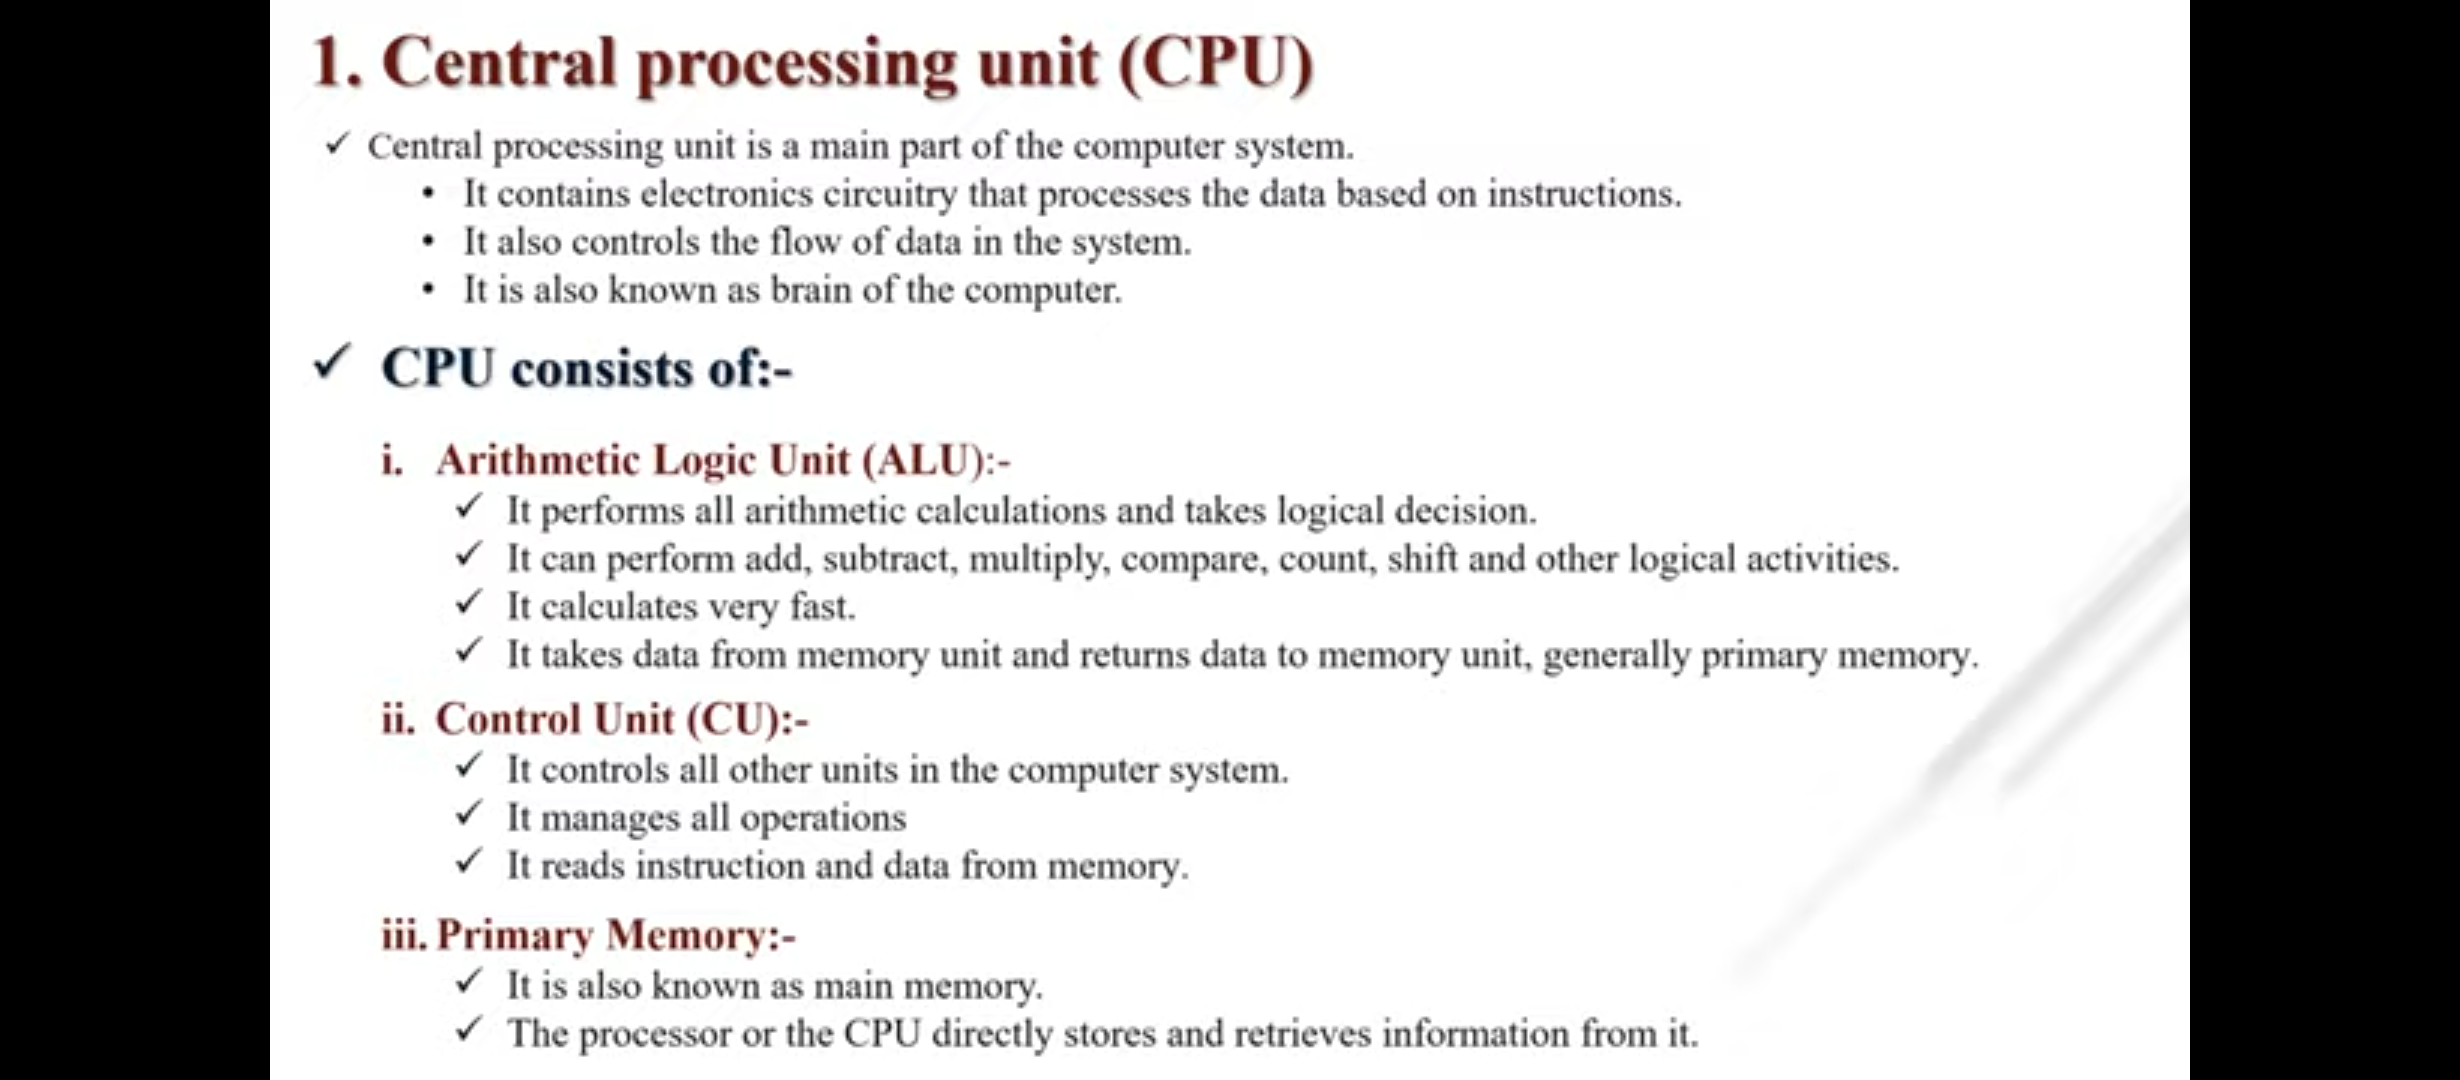 1. Central processing unit (CPU)
✓ Central processing unit is a main part of the computer system.
• It contains electronics circuitry that processes the data based on instructions.
• It also controls the flow of data in the system.
• It is also known as brain of the computer.
✓ CPU consists of:-
i. Arithmetic Logic Unit (ALU):-
✓ It performs all arithmetic calculations and takes logical decision.
✓ It can perform add, subtract, multiply, compare, count, shift and other logical activities.
✓ It calculates very fast.
✓ It takes data from memory unit and returns data to memory unit, generally primary memory.
ii. Control Unit (CU):-
✓ It controls all other units in the computer system.
✓ It manages all operations
✓ It reads instruction and data from memory.
iii. Primary Memory:-
✓ It is also known as main memory.
✓ The processor or the CPU directly stores and retrieves information from it.